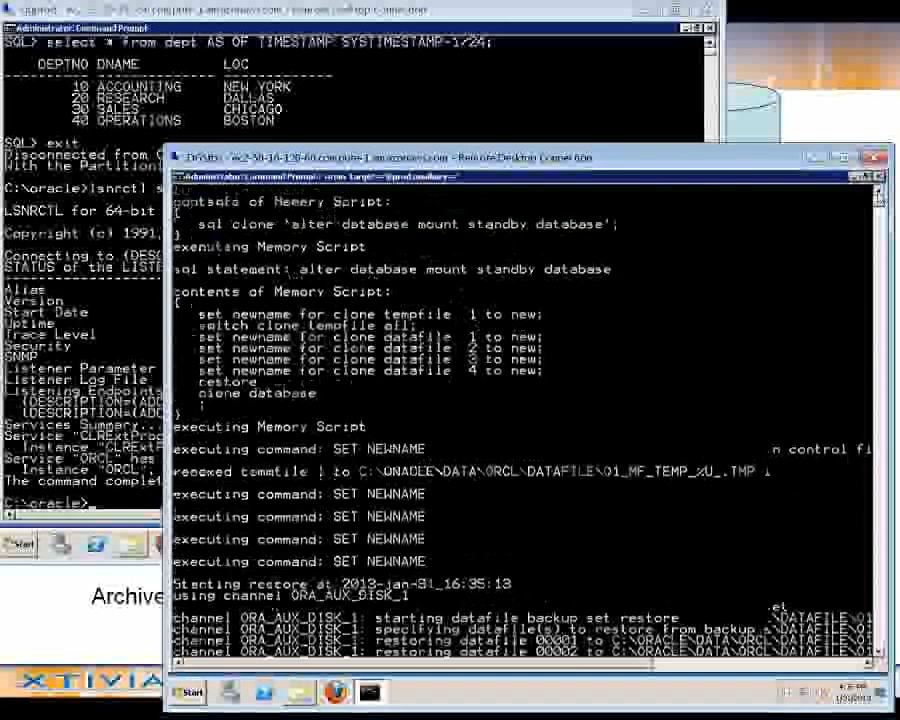 Administrator: Command Prompt
SQL> select * from dept AS OF TIMESTAMP SYSTIMESTAMP-1/24;
DEPTNO DNAME LOC
10 ACCOUNTING NEW YORK
20 RESEARCH DALLAS
30 SALES CHICAGO
40 OPERATIONS BOSTON
SQL> exit
Disconnected from
With the Partition
C:\oracle>lsnrctl s
LSNRCTL for 64-bit
Copyright (c) 1991,
Connecting to (DESC
STATUS of the LISTE
Alias
Version
Start Date
Uptime
Trace Level
Security
SNMP
Listener Parameter
Listener Log File
Listening Endpoints
(DESCRIPTION=(ADD
(DESCRIPTION=(ADD
Services Summary...
Service "CLRExtProc
Instance "CLRExtP
Service "ORCL" has
Instance "ORCL",
The command complet
C:\oracle>
Start
Archive
XTIVIA
Remote Desktop Connection
Administrator: Command Prompt
contents of Memory Script:
{
sql clone 'alter database mount standby database';
}
executing Memory Script
sql statement: alter database mount standby database
contents of Memory Script:
{
set newname for clone tempfile 1 to new;
switch clone tempfile all;
set newname for clone datafile 1 to new;
set newname for clone datafile 2 to new;
set newname for clone datafile 3 to new;
set newname for clone datafile 4 to new;
restore
clone database
;
}
executing Memory Script
executing command: SET NEWNAME
n control fi
renamed tempfile 1 to C:\ORACLE\DATA\ORCL\DATAFILE\O1_MF_TEMP_%U_.TMP i
executing command: SET NEWNAME
executing command: SET NEWNAME
executing command: SET NEWNAME
executing command: SET NEWNAME
Starting restore at 2013-jan-31_16:35:13
using channel ORA_AUX_DISK_1
channel ORA_AUX_DISK_1: starting datafile backup set restore
channel ORA_AUX_DISK_1: specifying datafile(s) to restore from backup s
\DATAFILE\O1
channel ORA_AUX_DISK_1: restoring datafile 00001 to C:\ORACLE\DATA\ORCL\DATAFILE\O1
channel ORA_AUX_DISK_1: restoring datafile 00002 to C:\ORACLE\DATA\ORCL\DATAFILE\O1
Start